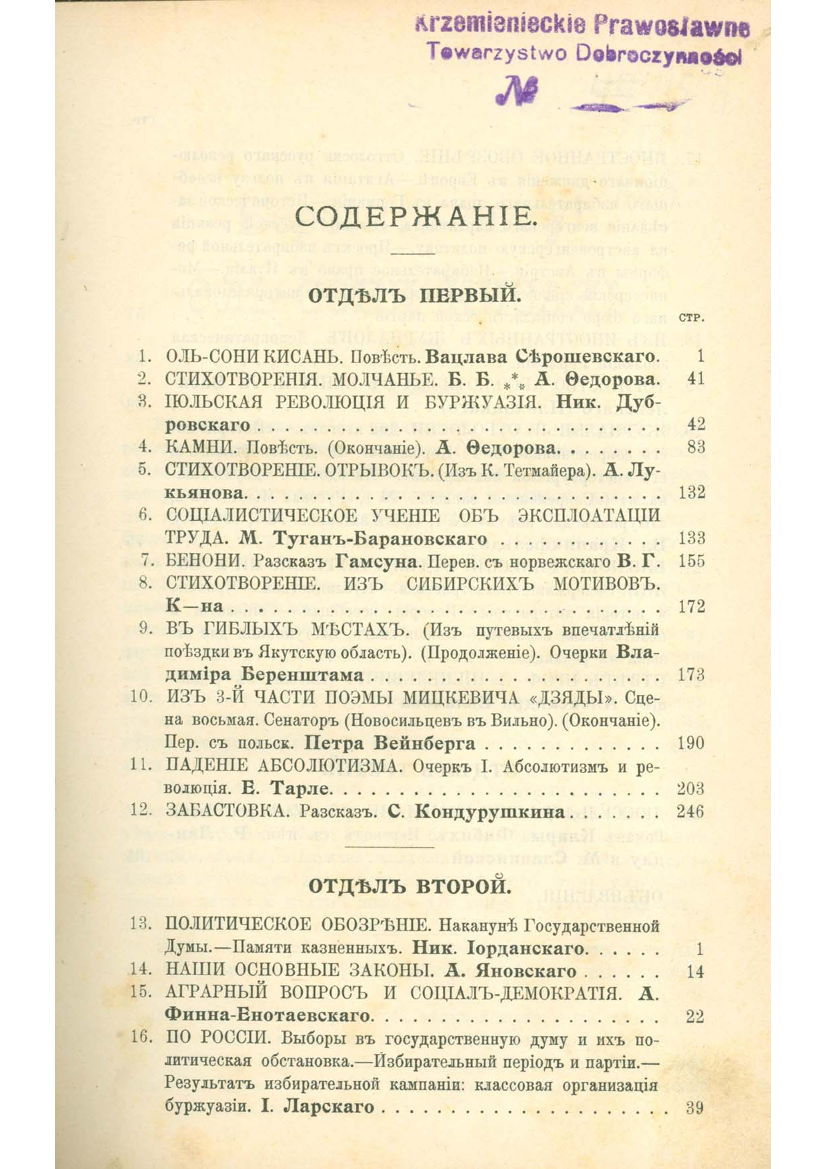 Krzemienieckie Prawosławne
Towarzystwo Dobroczynności
№
СОДЕРЖАНІЕ.
ОТДѢЛЪ ПЕРВЫЙ.
СТР.
1. ОЛЬ-СОНИ КИСАНЬ. Повѣсть. Вацлава Сѣрошевскаго. 1
2. СТИХОТВОРЕНІЯ. МОЛЧАНЬЕ. Б. Б. *** А. Ѳедорова. 41
3. ІЮЛЬСКАЯ РЕВОЛЮЦІЯ И БУРЖУАЗІЯ. Ник. Дуб-
ровскаго . . . . . . . . . . . . . . . . . . . . . . . . . . . . 42
4. КАМНИ. Повѣсть. (Окончаніе). А. Ѳедорова. . . . . . . . 83
5. СТИХОТВОРЕНІЕ. ОТРЫВОКЪ. (Изъ К. Тетмайера). А. Лу-
кьянова. . . . . . . . . . . . . . . . . . . . . . . . . . . . . 132
6. СОЦІАЛИСТИЧЕСКОЕ УЧЕНІЕ ОБЪ ЭКСПЛОАТАЦІИ
ТРУДА. М. Туганъ-Барановскаго . . . . . . . . . . . . 133
7. БЕНОНИ. Разсказъ Гамсуна. Перев. съ норвежскаго В. Г. 155
8. СТИХОТВОРЕНІЕ. ИЗЪ СИБИРСКИХЪ МОТИВОВЪ.
К—на . . . . . . . . . . . . . . . . . . . . . . . . . . . . . 172
9. ВЪ ГИБЛЫХЪ МѢСТАХЪ. (Изъ путевыхъ впечатлѣній
поѣздки въ Якутскую область). (Продолженіе). Очерки Вла-
диміра Беренштама . . . . . . . . . . . . . . . . . . . . 173
10. ИЗЪ 3-Й ЧАСТИ ПОЭМЫ МИЦКЕВИЧА «ДЗЯДЫ». Сце-
на восьмая. Сенаторъ (Новосильцевъ въ Вильно). (Окончаніе).
Пер. съ польск. Петра Вейнберга . . . . . . . . . . . . . 190
11. ПАДЕНІЕ АБСОЛЮТИЗМА. Очеркъ I. Абсолютизмъ и ре-
волюція. Е. Тарле. . . . . . . . . . . . . . . . . . . . . . . 203
12. ЗАБАСТОВКА. Разсказъ. С. Кондурушкина . . . . . . . 246
ОТДѢЛЪ ВТОРОЙ.
13. ПОЛИТИЧЕСКОЕ ОБОЗРѢНІЕ. Наканунѣ Государственной
Думы.—Памяти казненныхъ. Ник. Іорданскаго. . . . . . 1
14. НАШИ ОСНОВНЫЕ ЗАКОНЫ. А. Яновскаго . . . . . . 14
15. АГРАРНЫЙ ВОПРОСЪ И СОЦІАЛЪ-ДЕМОКРАТІЯ. А.
Финна-Енотаевскаго. . . . . . . . . . . . . . . . . . . . . 22
16. ПО РОССІИ. Выборы въ государственную думу и ихъ по-
литическая обстановка.—Избирательный періодъ и партіи.—
Результатъ избирательной кампаніи: классовая организація
буржуазіи. І. Ларскаго . . . . . . . . . . . . . . . . . . . . . 39